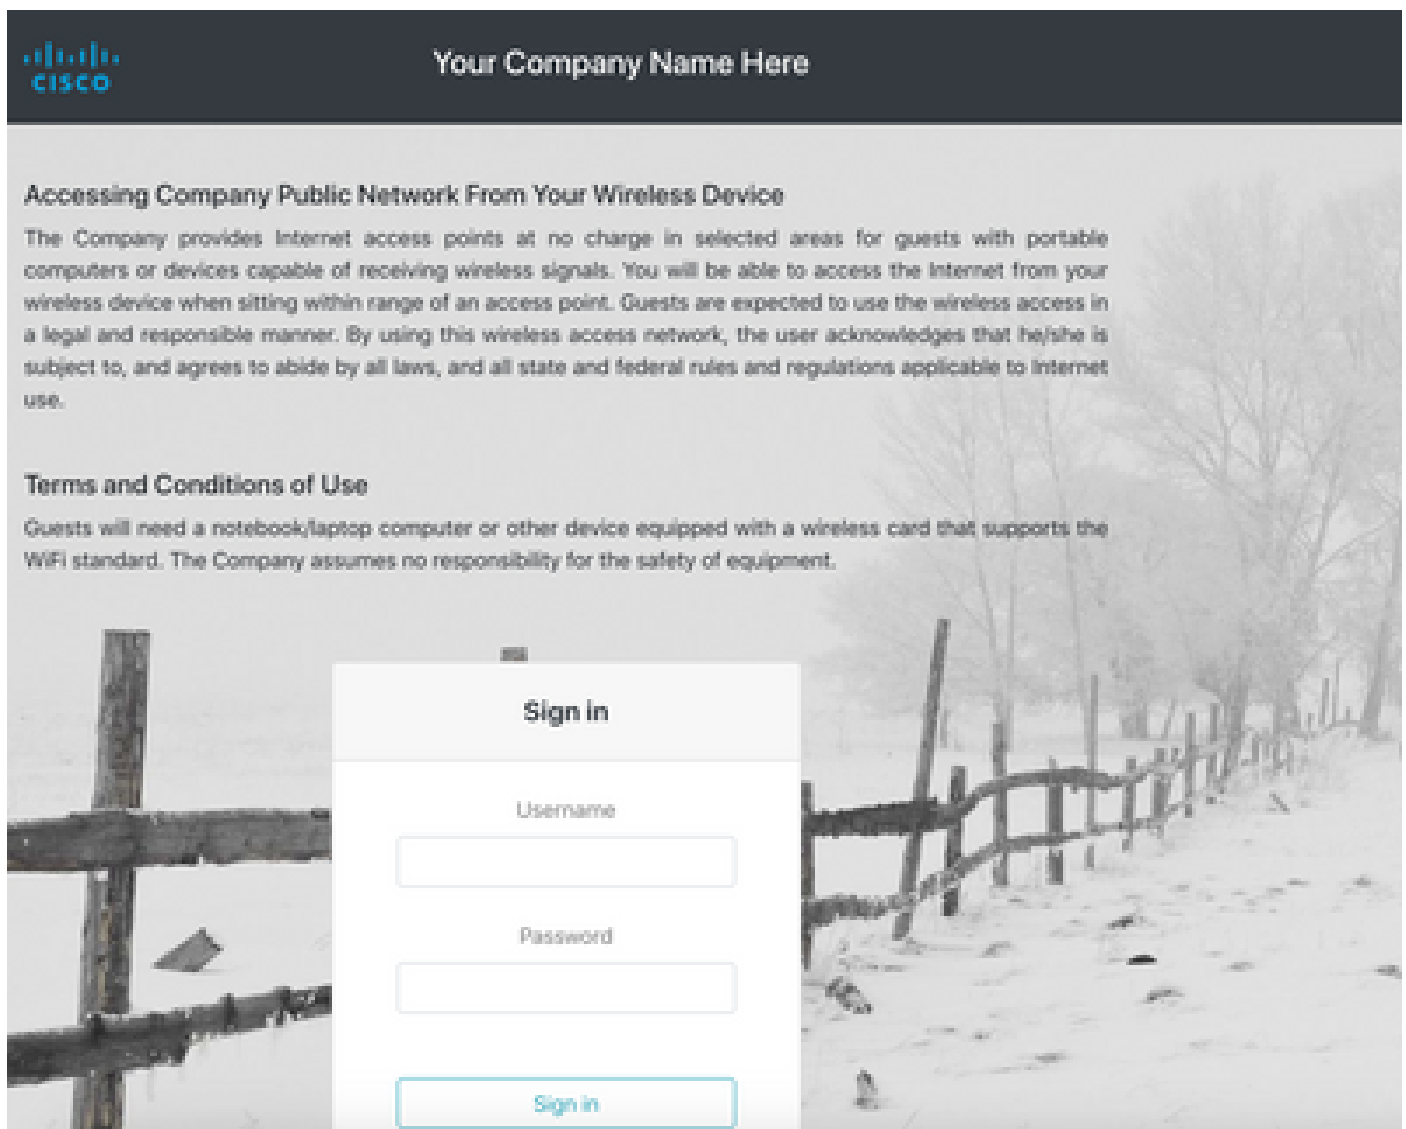 CISCO
Your Company Name Here
Accessing Company Public Network From Your Wireless Device
The Company provides Internet access points at no charge in selected areas for guests with portable
computers or devices capable of receiving wireless signals. You will be able to access the Internet from your
wireless device when sitting within range of an access point. Guests are expected to use the wireless access in
a legal and responsible manner. By using this wireless access network, the user acknowledges that he/she is
subject to, and agrees to abide by all laws, and all state and federal rules and regulations applicable to Internet
use.
Terms and Conditions of Use
Guests will need a notebook/laptop computer or other device equipped with a wireless card that supports the
WiFi standard. The Company assumes no responsibility for the safety of equipment.
Sign in
Username
Password
Sign in